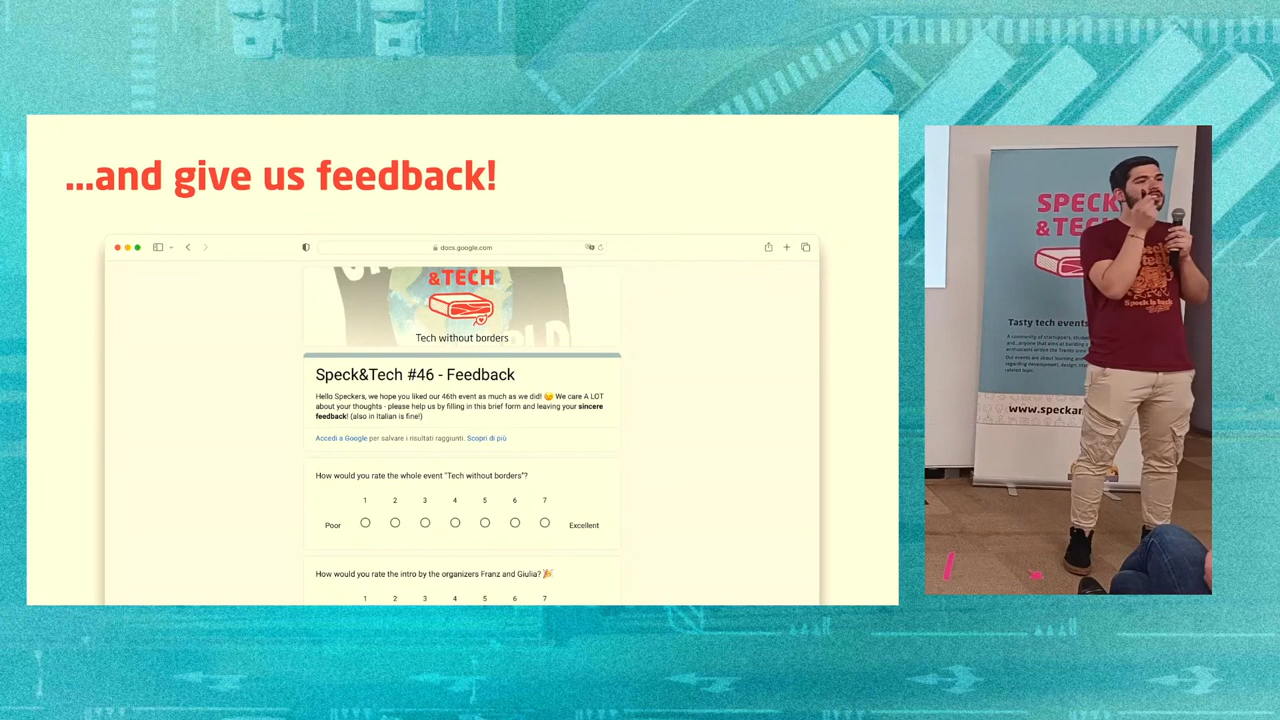 ...and give us feedback!
docs.google.com
&TECH
Tech without borders
Speck&Tech #46 - Feedback
Hello Speckers, we hope you liked our 46th event as much as we did! 😉 We care A LOT
about your thoughts - please help us by filling in this brief form and leaving your sincere
feedback! (also in Italian is fine!)
Accedi a Google per salvare i risultati raggiunti. Scopri di più
How would you rate the whole event "Tech without borders"?
1 2 3 4 5 6 7
Poor Excellent
How would you rate the intro by the organizers Franz and Giulia? 🎉
1 2 3 4 5 6 7
SPECK
& TECH
Tasty tech events
www.speckan
Speck is back